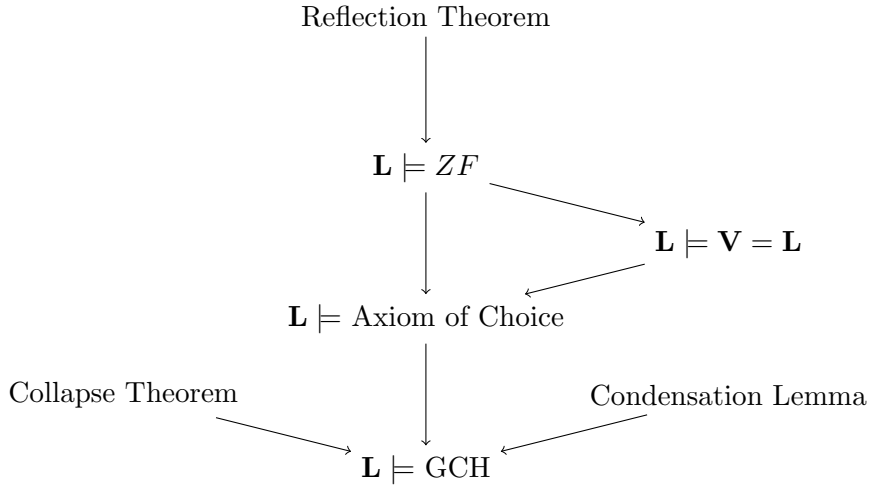 Reflection Theorem
L ⊨ ZF
L ⊨ V = L
L ⊨ Axiom of Choice
Collapse Theorem
Condensation Lemma
L ⊨ GCH